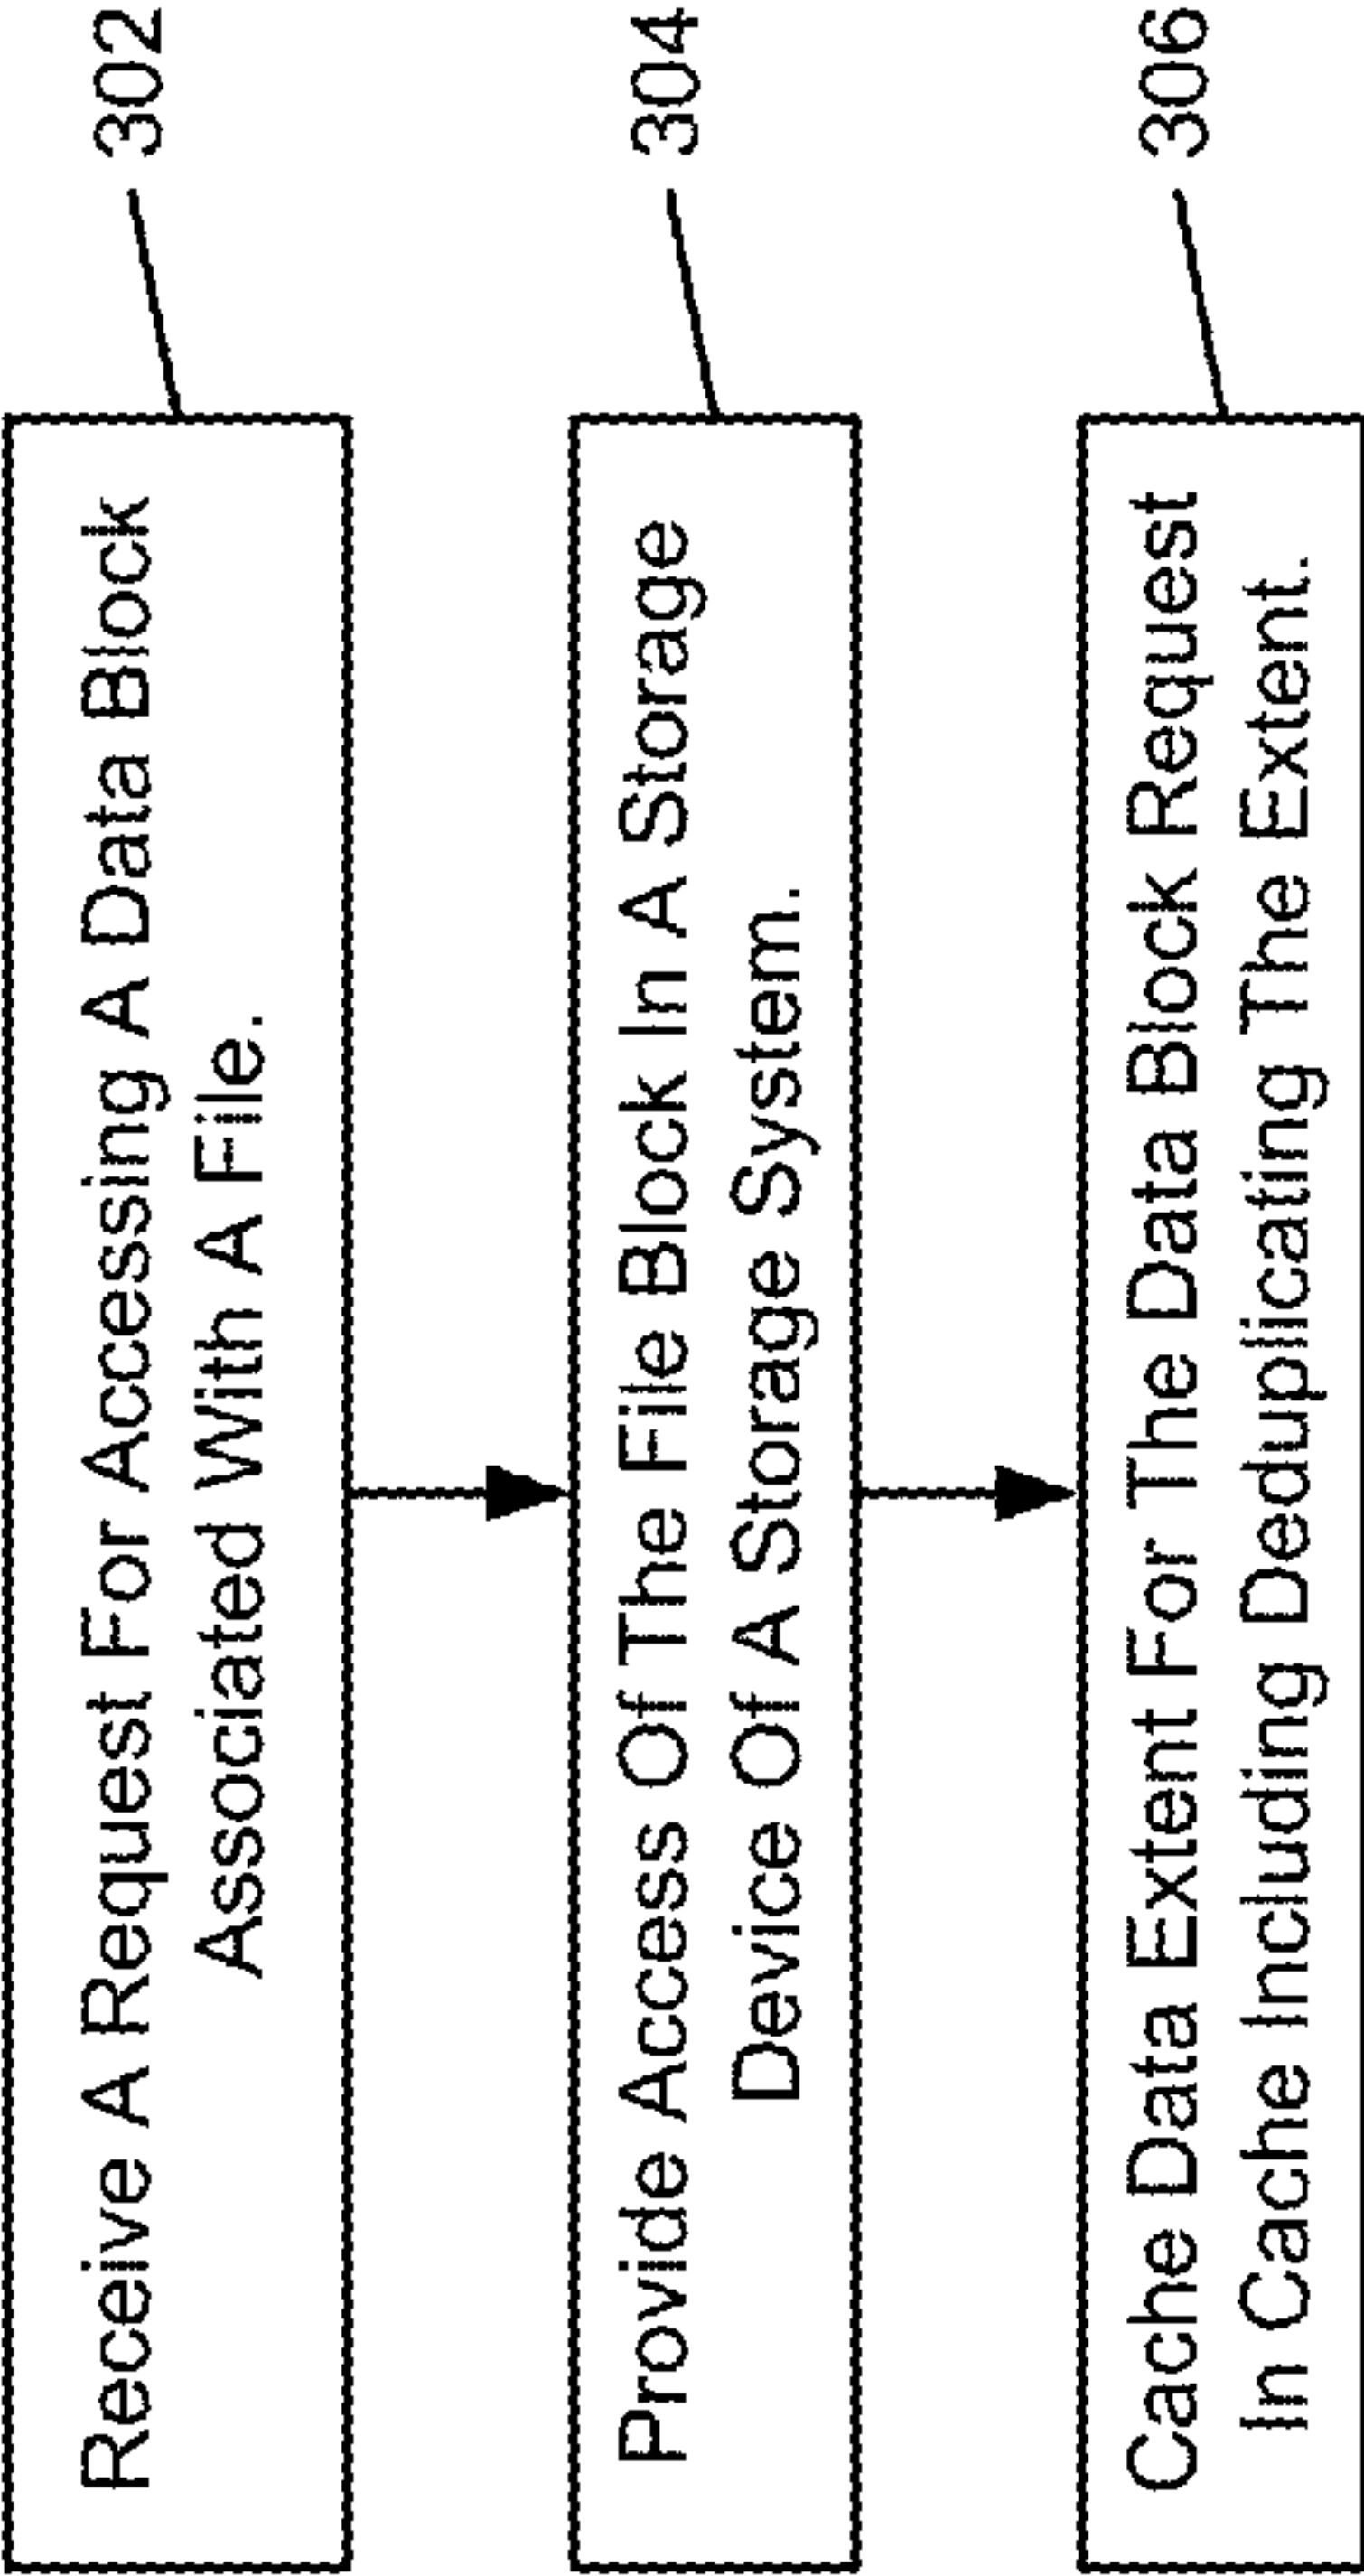 Receive A Request For Accessing A Data Block
Associated With A File.
302
Provide Access Of The File Block In A Storage
Device Of A Storage System.
304
Cache Data Extent For The Data Block Request
In Cache Including Deduplicating The Extent.
306